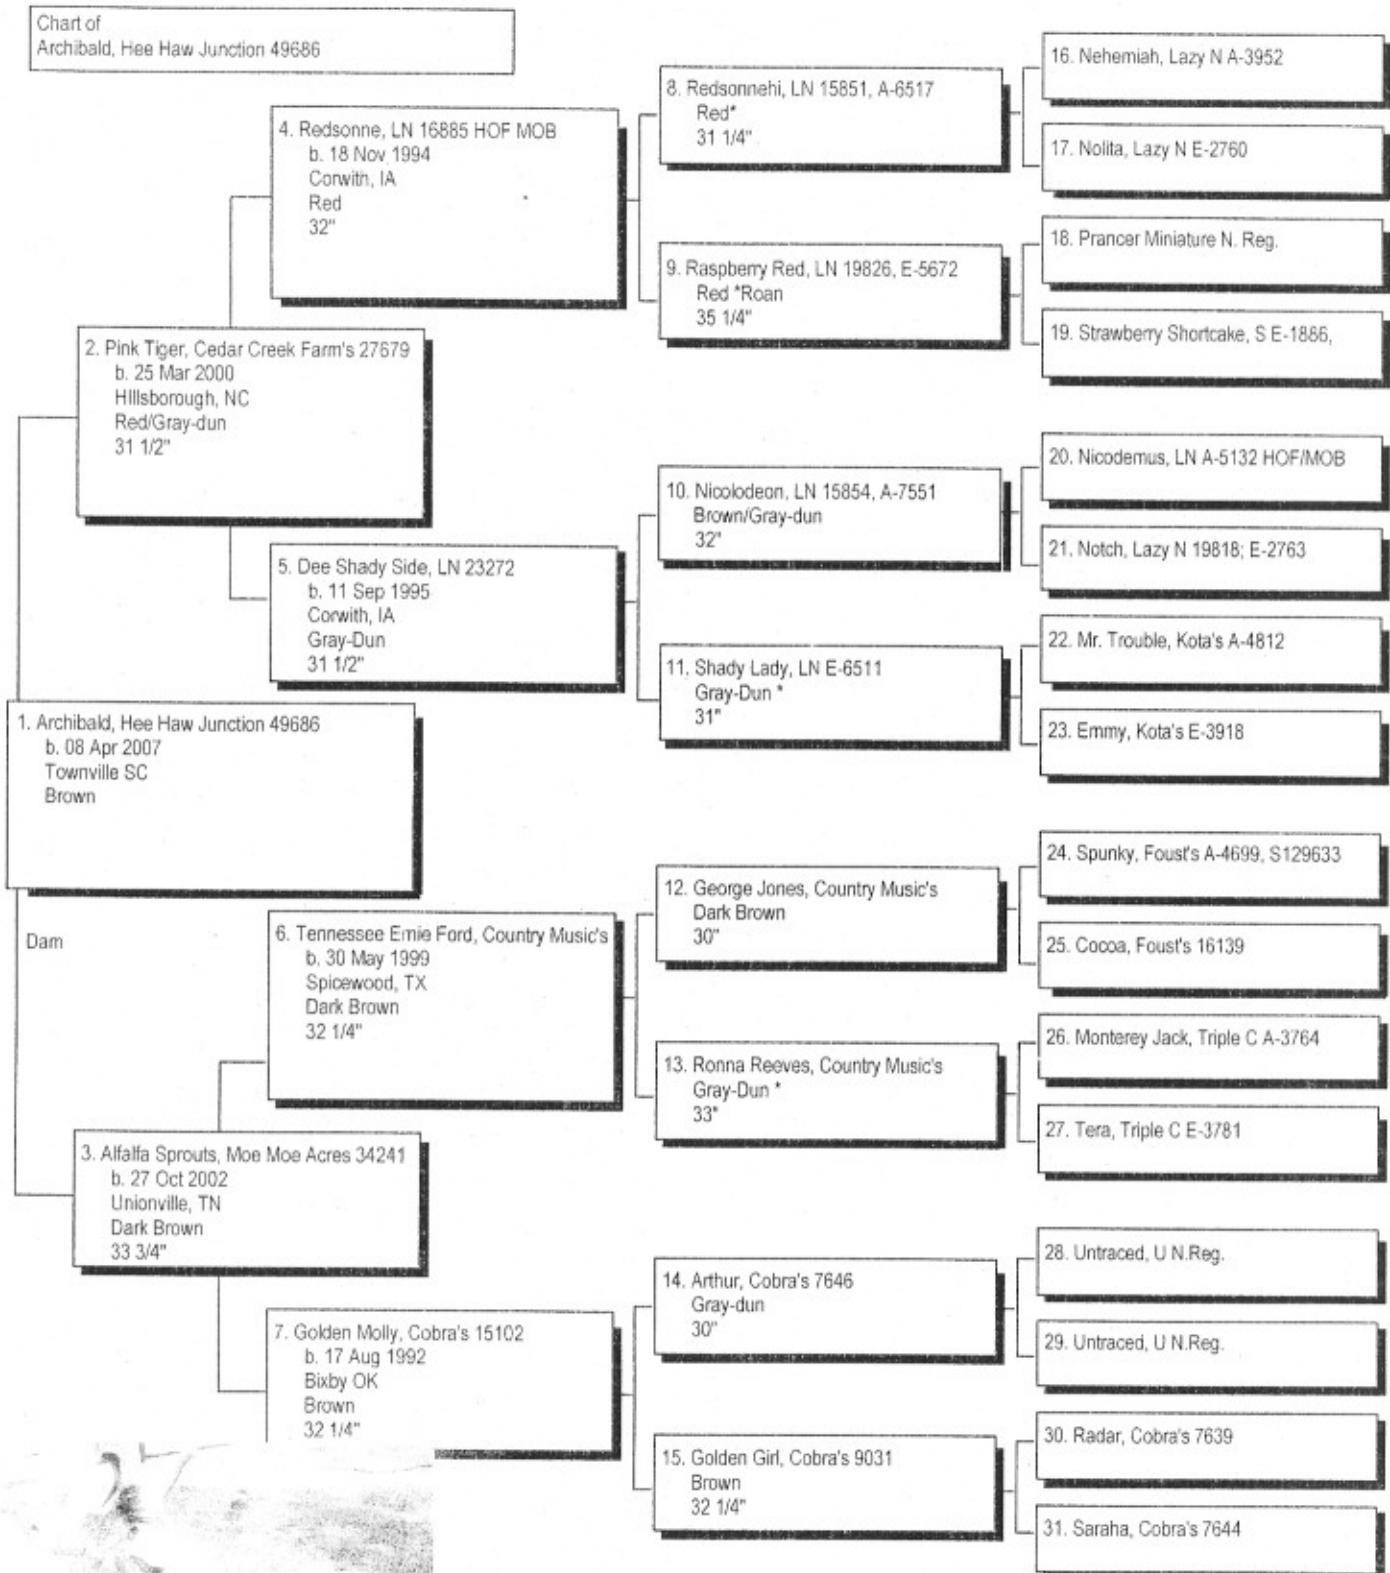 Chart of
Archibald, Hee Haw Junction 49686
16. Nehemiah, Lazy N A-3952
8. Redsonnehi, LN 15851, A-6517
Red*
31 1/4"
4. Redsonne, LN 16885 HOF MOB
b. 18 Nov 1994
Corwith, IA
Red
32"
17. Nolita, Lazy N E-2760
18. Prancer Miniature N. Reg.
9. Raspberry Red, LN 19826, E-5672
Red *Roan
35 1/4"
19. Strawberry Shortcake, S E-1886,
2. Pink Tiger, Cedar Creek Farm's 27679
b. 25 Mar 2000
HIllsborough, NC
Red/Gray-dun
31 1/2"
20. Nicodemus, LN A-5132 HOF/MOB
10. Nicolodeon, LN 15854, A-7551
Brown/Gray-dun
32"
21. Notch, Lazy N 19818; E-2763
5. Dee Shady Side, LN 23272
b. 11 Sep 1995
Corwith, IA
Gray-Dun
31 1/2"
22. Mr. Trouble, Kota's A-4812
11. Shady Lady, LN E-6511
Gray-Dun *
31"
23. Emmy, Kota's E-3918
1. Archibald, Hee Haw Junction 49686
b. 08 Apr 2007
Townville SC
Brown
24. Spunky, Foust's A-4699, S129633
12. George Jones, Country Music's
Dark Brown
30"
25. Cocoa, Foust's 16139
Dam
6. Tennessee Ernie Ford, Country Music's
b. 30 May 1999
Spicewood, TX
Dark Brown
32 1/4"
26. Monterey Jack, Triple C A-3764
13. Ronna Reeves, Country Music's
Gray-Dun *
33"
27. Tera, Triple C E-3781
3. Alfalfa Sprouts, Moe Moe Acres 34241
b. 27 Oct 2002
Unionville, TN
Dark Brown
33 3/4"
28. Untraced, U N.Reg.
14. Arthur, Cobra's 7646
Gray-dun
30"
29. Untraced, U N.Reg.
7. Golden Molly, Cobra's 15102
b. 17 Aug 1992
Bixby OK
Brown
32 1/4"
30. Radar, Cobra's 7639
15. Golden Girl, Cobra's 9031
Brown
32 1/4"
31. Saraha, Cobra's 7644